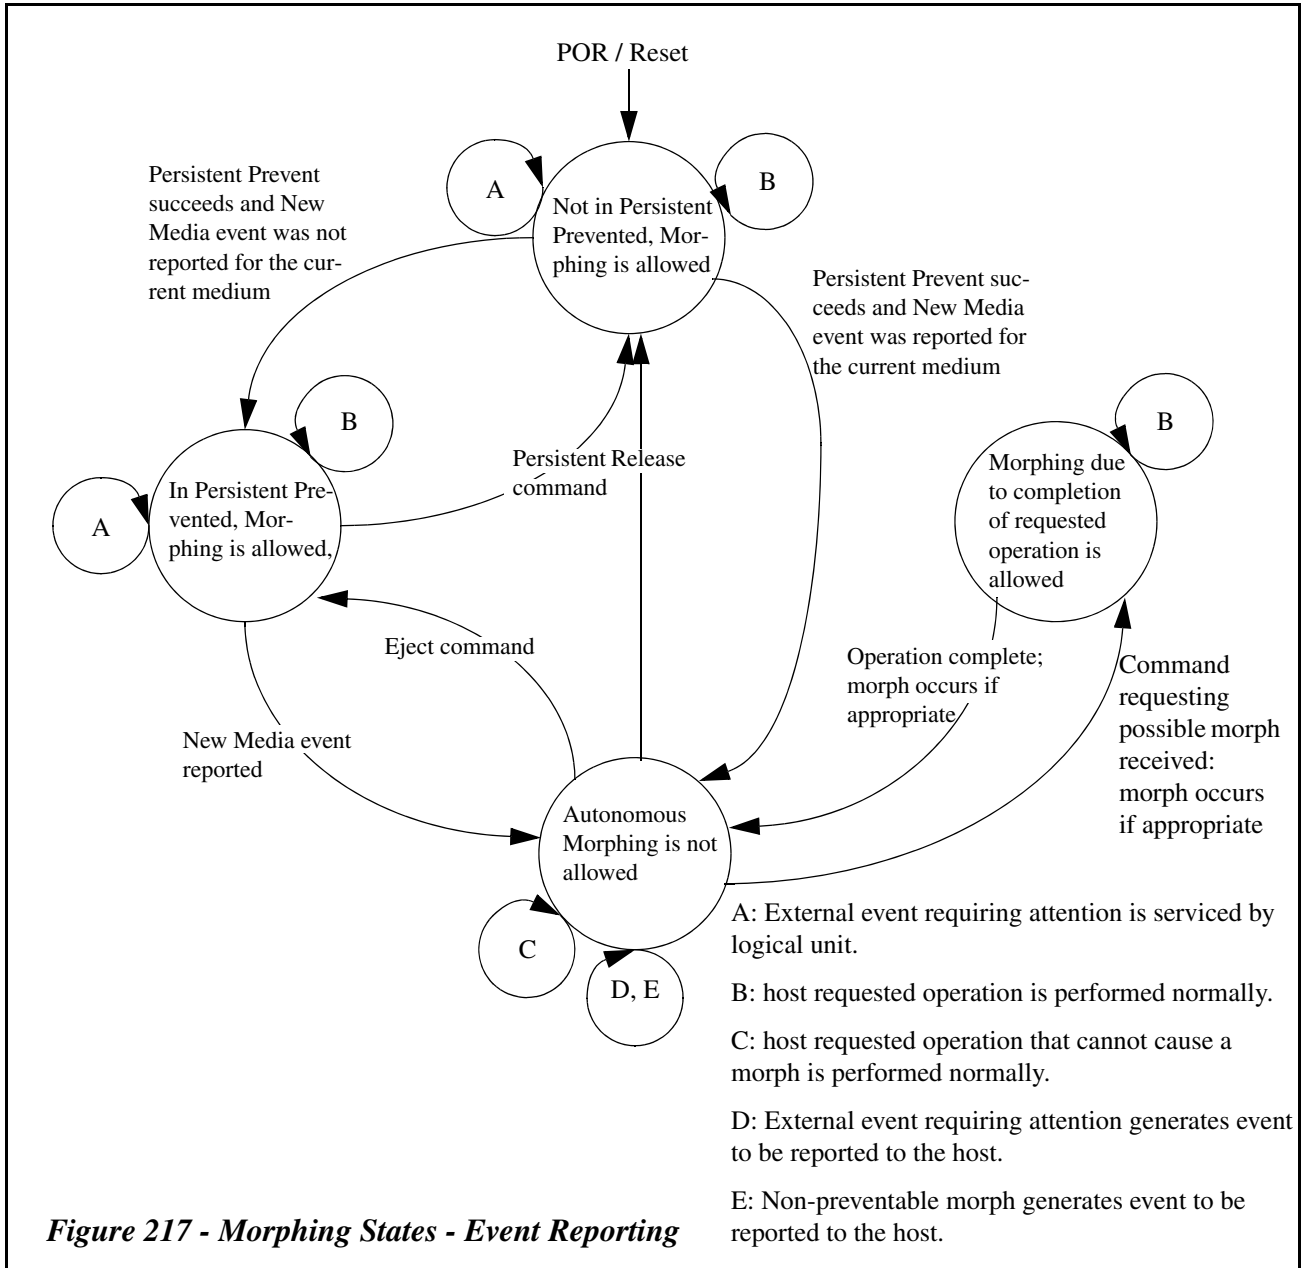 POR / Reset
A
B
Persistent Prevent
succeeds and New
Media event was not
reported for the cur-
rent medium
Not in Persistent
Prevented, Mor-
phing is allowed
Persistent Prevent suc-
ceeds and New Media
event was reported for
the current medium
B
A
In Persistent Pre-
vented, Mor-
phing is allowed,
Persistent Release
command
B
Morphing due
to completion
of requested
operation is
allowed
Eject command
Operation complete;
morph occurs if
appropriate
Command
requesting
possible morph
received:
morph occurs
if appropriate
New Media event
reported
Autonomous
Morphing is not
allowed
C
D, E
A: External event requiring attention is serviced by
logical unit.
B: host requested operation is performed normally.
C: host requested operation that cannot cause a
morph is performed normally.
D: External event requiring attention generates event
to be reported to the host.
E: Non-preventable morph generates event to be
reported to the host.
Figure 217 - Morphing States - Event Reporting